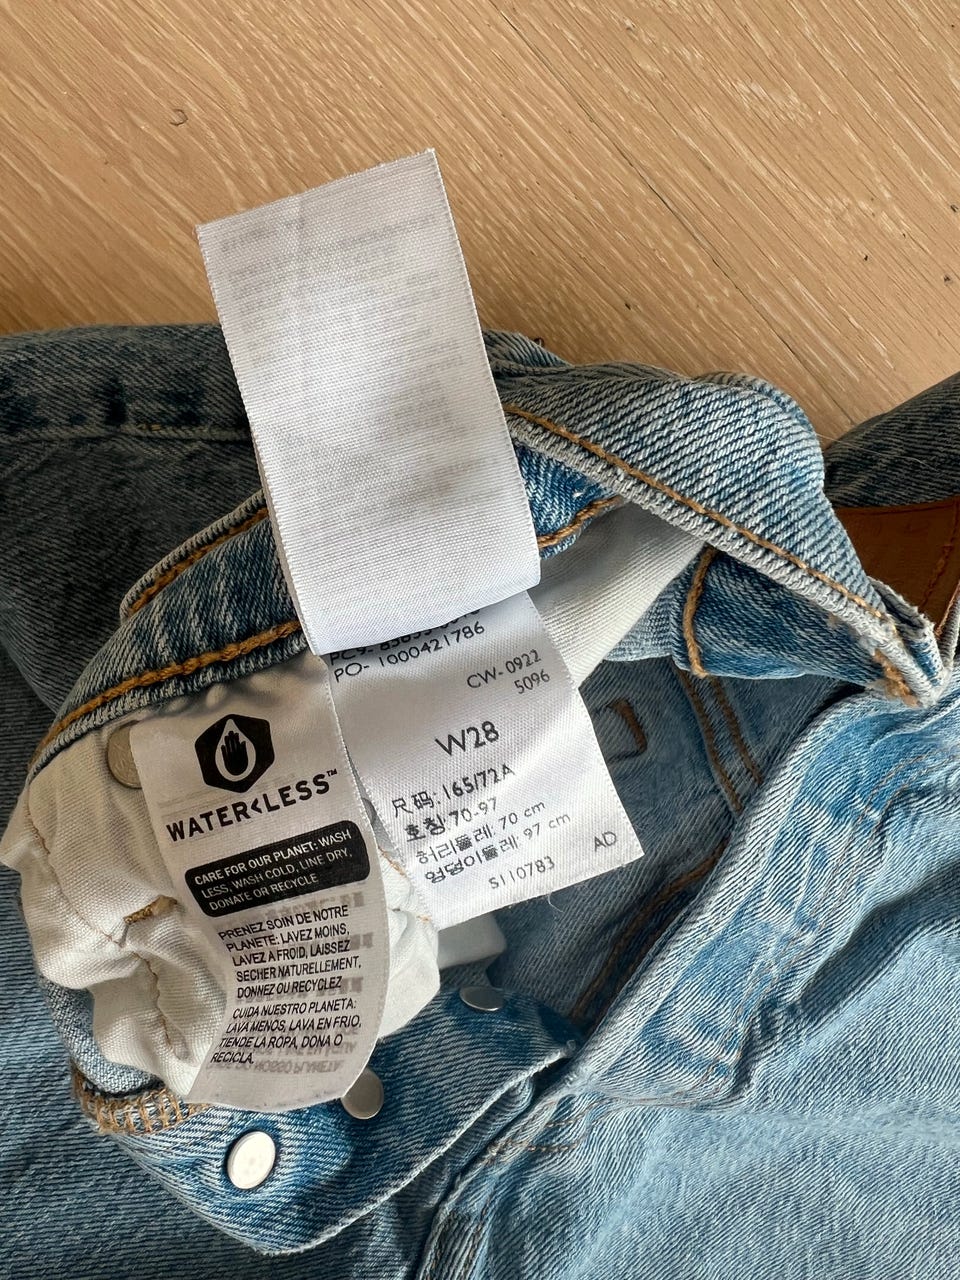 PO- 1000421786
CW- 0922
5096
W28
尺码: 165/72A
호칭: 70-97
허리둘레: 70 cm
엉덩이둘레: 97 cm
S110783
AD
WATER<LESS™
CARE FOR OUR PLANET: WASH
LESS, WASH COLD, LINE DRY,
DONATE OR RECYCLE
PRENEZ SOIN DE NOTRE
PLANETE: LAVEZ MOINS,
LAVEZ A FROID, LAISSEZ
SECHER NATURELLEMENT,
DONNEZ OU RECYCLEZ
CUIDA NUESTRO PLANETA:
LAVA MENOS, LAVA EN FRIO,
TIENDE LA ROPA, DONA O
RECICLA.